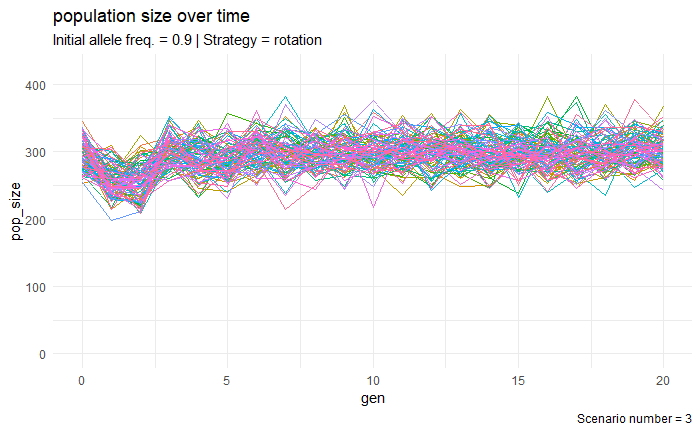 population size over time
Initial allele freq. = 0.9 | Strategy = rotation
400
300
200
100
0
pop_size
0 5 10 15 20
gen
Scenario number = 3